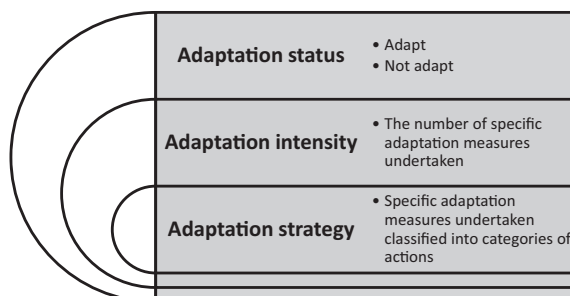 Adaptation status
• Adapt
• Not adapt
Adaptation intensity
• The number of specific
adaptation measures
undertaken
Adaptation strategy
• Specific adaptation
measures undertaken
classified into categories of
actions